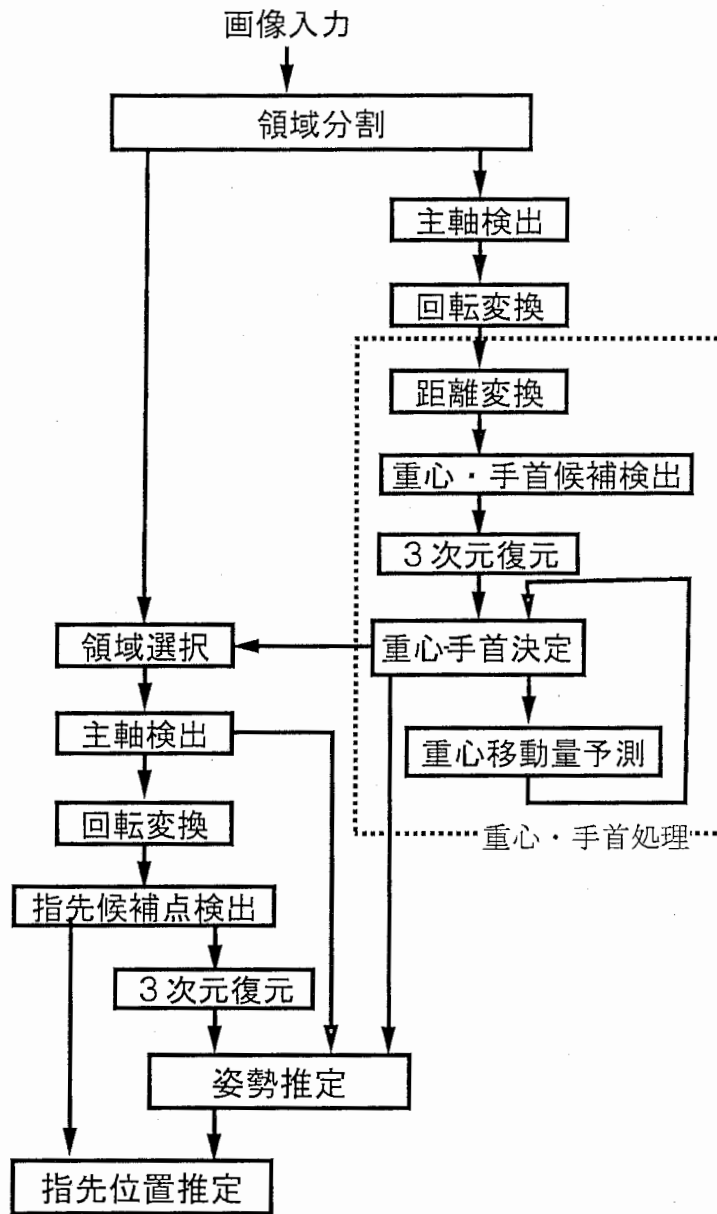 画像入力
領域分割
主軸検出
回転変換
距離変換
重心・手首候補検出
3次元復元
重心手首決定
重心移動量予測
重心・手首処理
領域選択
主軸検出
回転変換
指先候補点検出
3次元復元
姿勢推定
指先位置推定